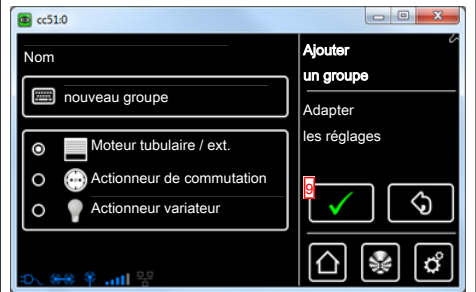 cc51:0
Nom
nouveau groupe
Moteur tubulaire / ext.
Actionneur de commutation
Actionneur variateur
Ajouter
un groupe
Adapter
les réglages
9